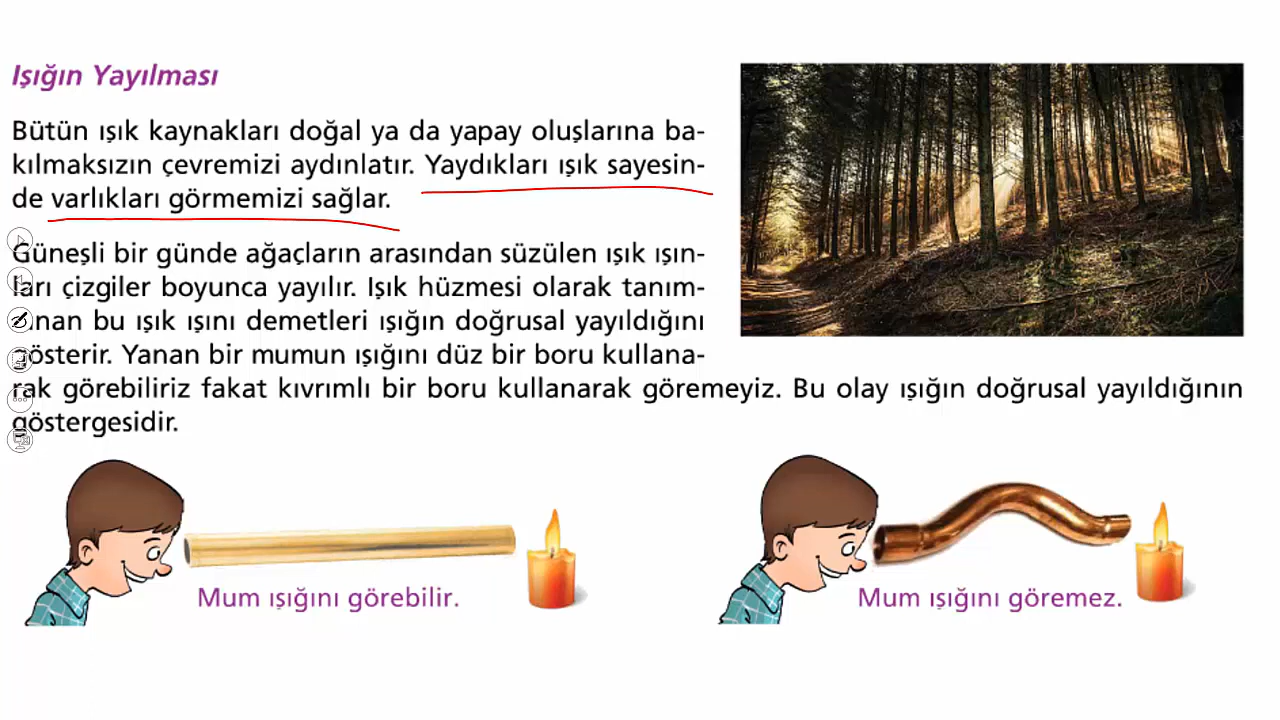 Işığın Yayılması
Bütün ışık kaynakları doğal ya da yapay oluşlarına ba-
kılmaksızın çevremizi aydınlatır. Yaydıkları ışık sayesin-
de varlıkları görmemizi sağlar.
Güneşli bir günde ağaçların arasından süzülen ışık ışın-
ları çizgiler boyunca yayılır. Işık hüzmesi olarak tanım-
lanan bu ışık ışını demetleri ışığın doğrusal yayıldığını
gösterir. Yanan bir mumun ışığını düz bir boru kullana-
rak görebiliriz fakat kıvrımlı bir boru kullanarak göremeyiz. Bu olay ışığın doğrusal yayıldığının
göstergesidir.
Mum ışığını görebilir.
Mum ışığını göremez.